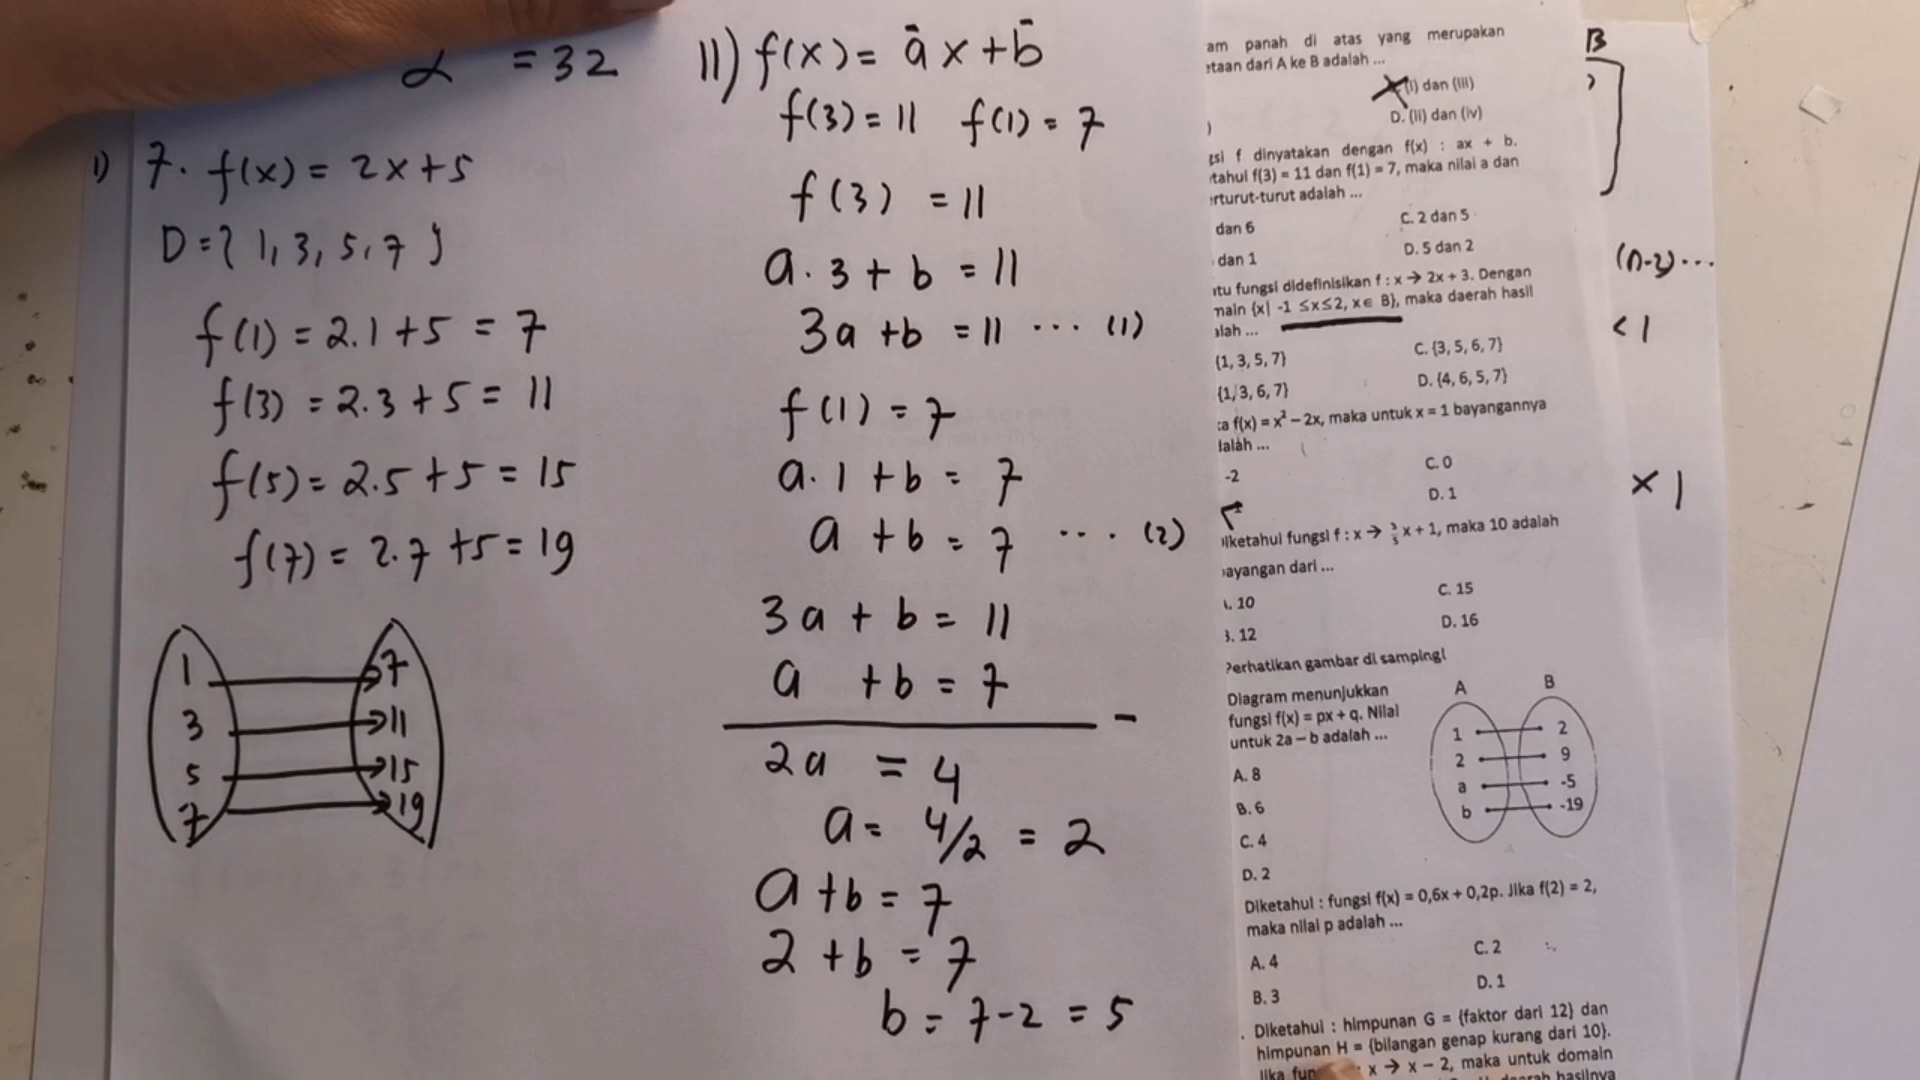 = 32
1) 7. f(x) = 2x+5
D = { 1, 3, 5, 7 }
f(1) = 2.1 + 5 = 7
f(3) = 2.3 + 5 = 11
f(5) = 2.5 + 5 = 15
f(7) = 2.7 + 5 = 19
1 7
3 11
5 15
7 19
11) f(x) = ax + b
f(3) = 11 f(1) = 7
f(3) = 11
a. 3 + b = 11
3a + b = 11 ... (1)
f(1) = 7
a. 1 + b = 7
a + b = 7 .... (2)
3a + b = 11
a + b = 7
-
2a = 4
a = 4/2 = 2
a + b = 7
2 + b = 7
b = 7 - 2 = 5
am panah di atas yang merupakan
etaan dari A ke B adalah ...
(i) dan (iii)
D. (ii) dan (iv)
gsi f dinyatakan dengan f(x) : ax + b.
etahui f(3) = 11 dan f(1) = 7, maka nilai a dan
erturut-turut adalah ...
dan 6
C. 2 dan 5
dan 1
D. 5 dan 2
atu fungsi didefinisikan f : x → 2x + 3. Dengan
main {x| -1 ≤x≤2, x∈ B}, maka daerah hasil
alah ...
{1, 3, 5, 7}
C. {3, 5, 6, 7}
{1, 3, 6, 7}
D. {4, 6, 5, 7}
ka f(x) = x² – 2x, maka untuk x = 1 bayangannya
lalah ...
-2
C. 0
D. 1
iketahui fungsi f : x → 3/5 x + 1, maka 10 adalah
bayangan dari ...
A. 10
C. 15
B. 12
D. 16
Perhatikan gambar di samping!
Diagram menunjukkan
fungsi f(x) = px + q. Nilai
untuk 2a – b adalah ...
A. 8
B. 6
C. 4
D. 2
A B
1 2
2 9
a -5
b -19
Diketahui : fungsi f(x) = 0,6x + 0,2p. Jika f(2) = 2,
maka nilai p adalah ...
A. 4
C. 2
B. 3
D. 1
Diketahui : himpunan G = {faktor dari 12} dan
himpunan H = {bilangan genap kurang dari 10}.
Jika fun x → x – 2, maka untuk domain
daerah hasilnya
B
(n-2)...
< 1
x 1